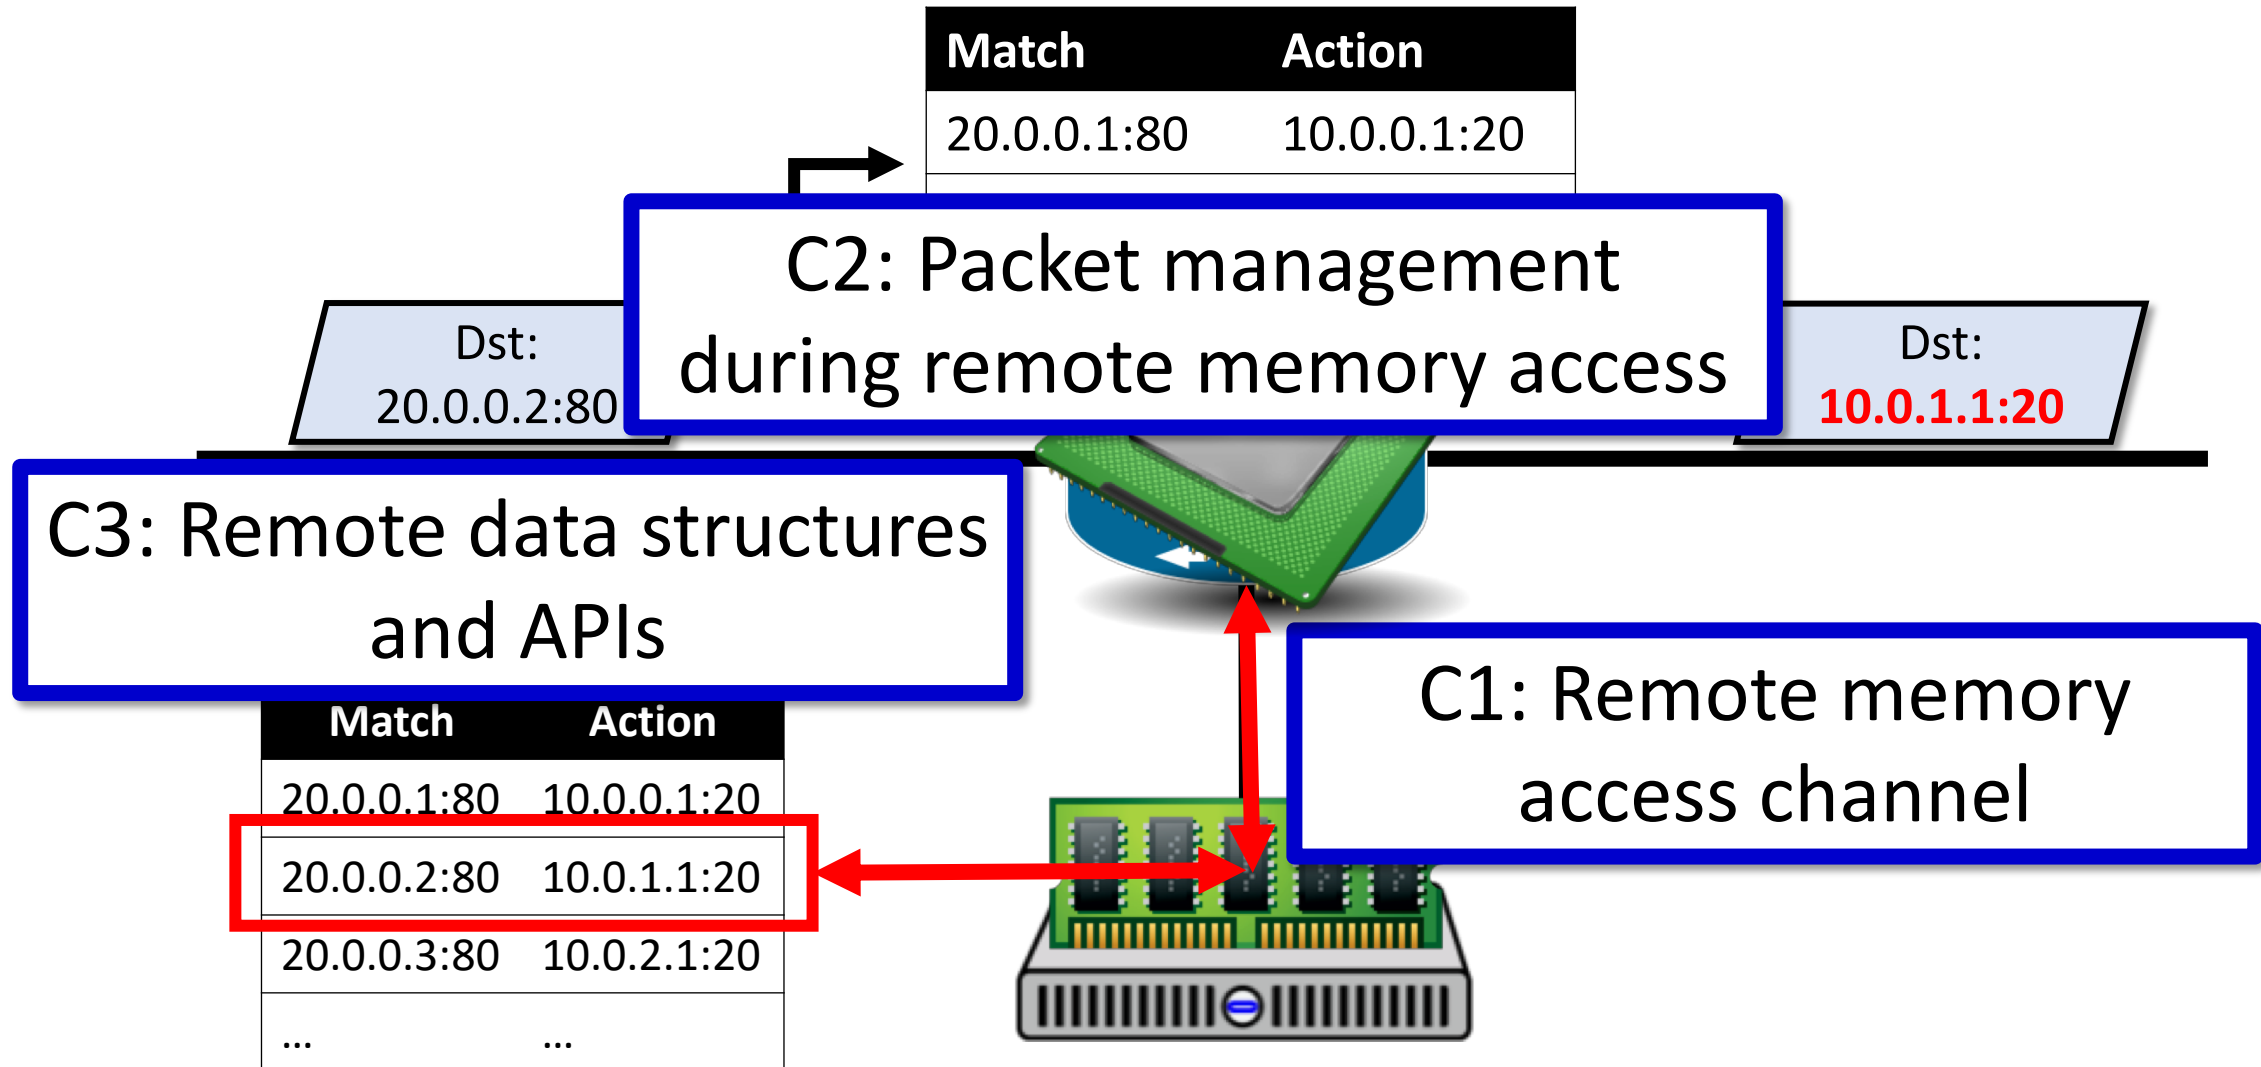 Match Action
20.0.0.1:80 10.0.0.1:20
C2: Packet management
during remote memory access
Dst:
20.0.0.2:80
Dst:
10.0.1.1:20
C3: Remote data structures
and APIs
C1: Remote memory
access channel
Match Action
20.0.0.1:80 10.0.0.1:20
20.0.0.2:80 10.0.1.1:20
20.0.0.3:80 10.0.2.1:20
... ...